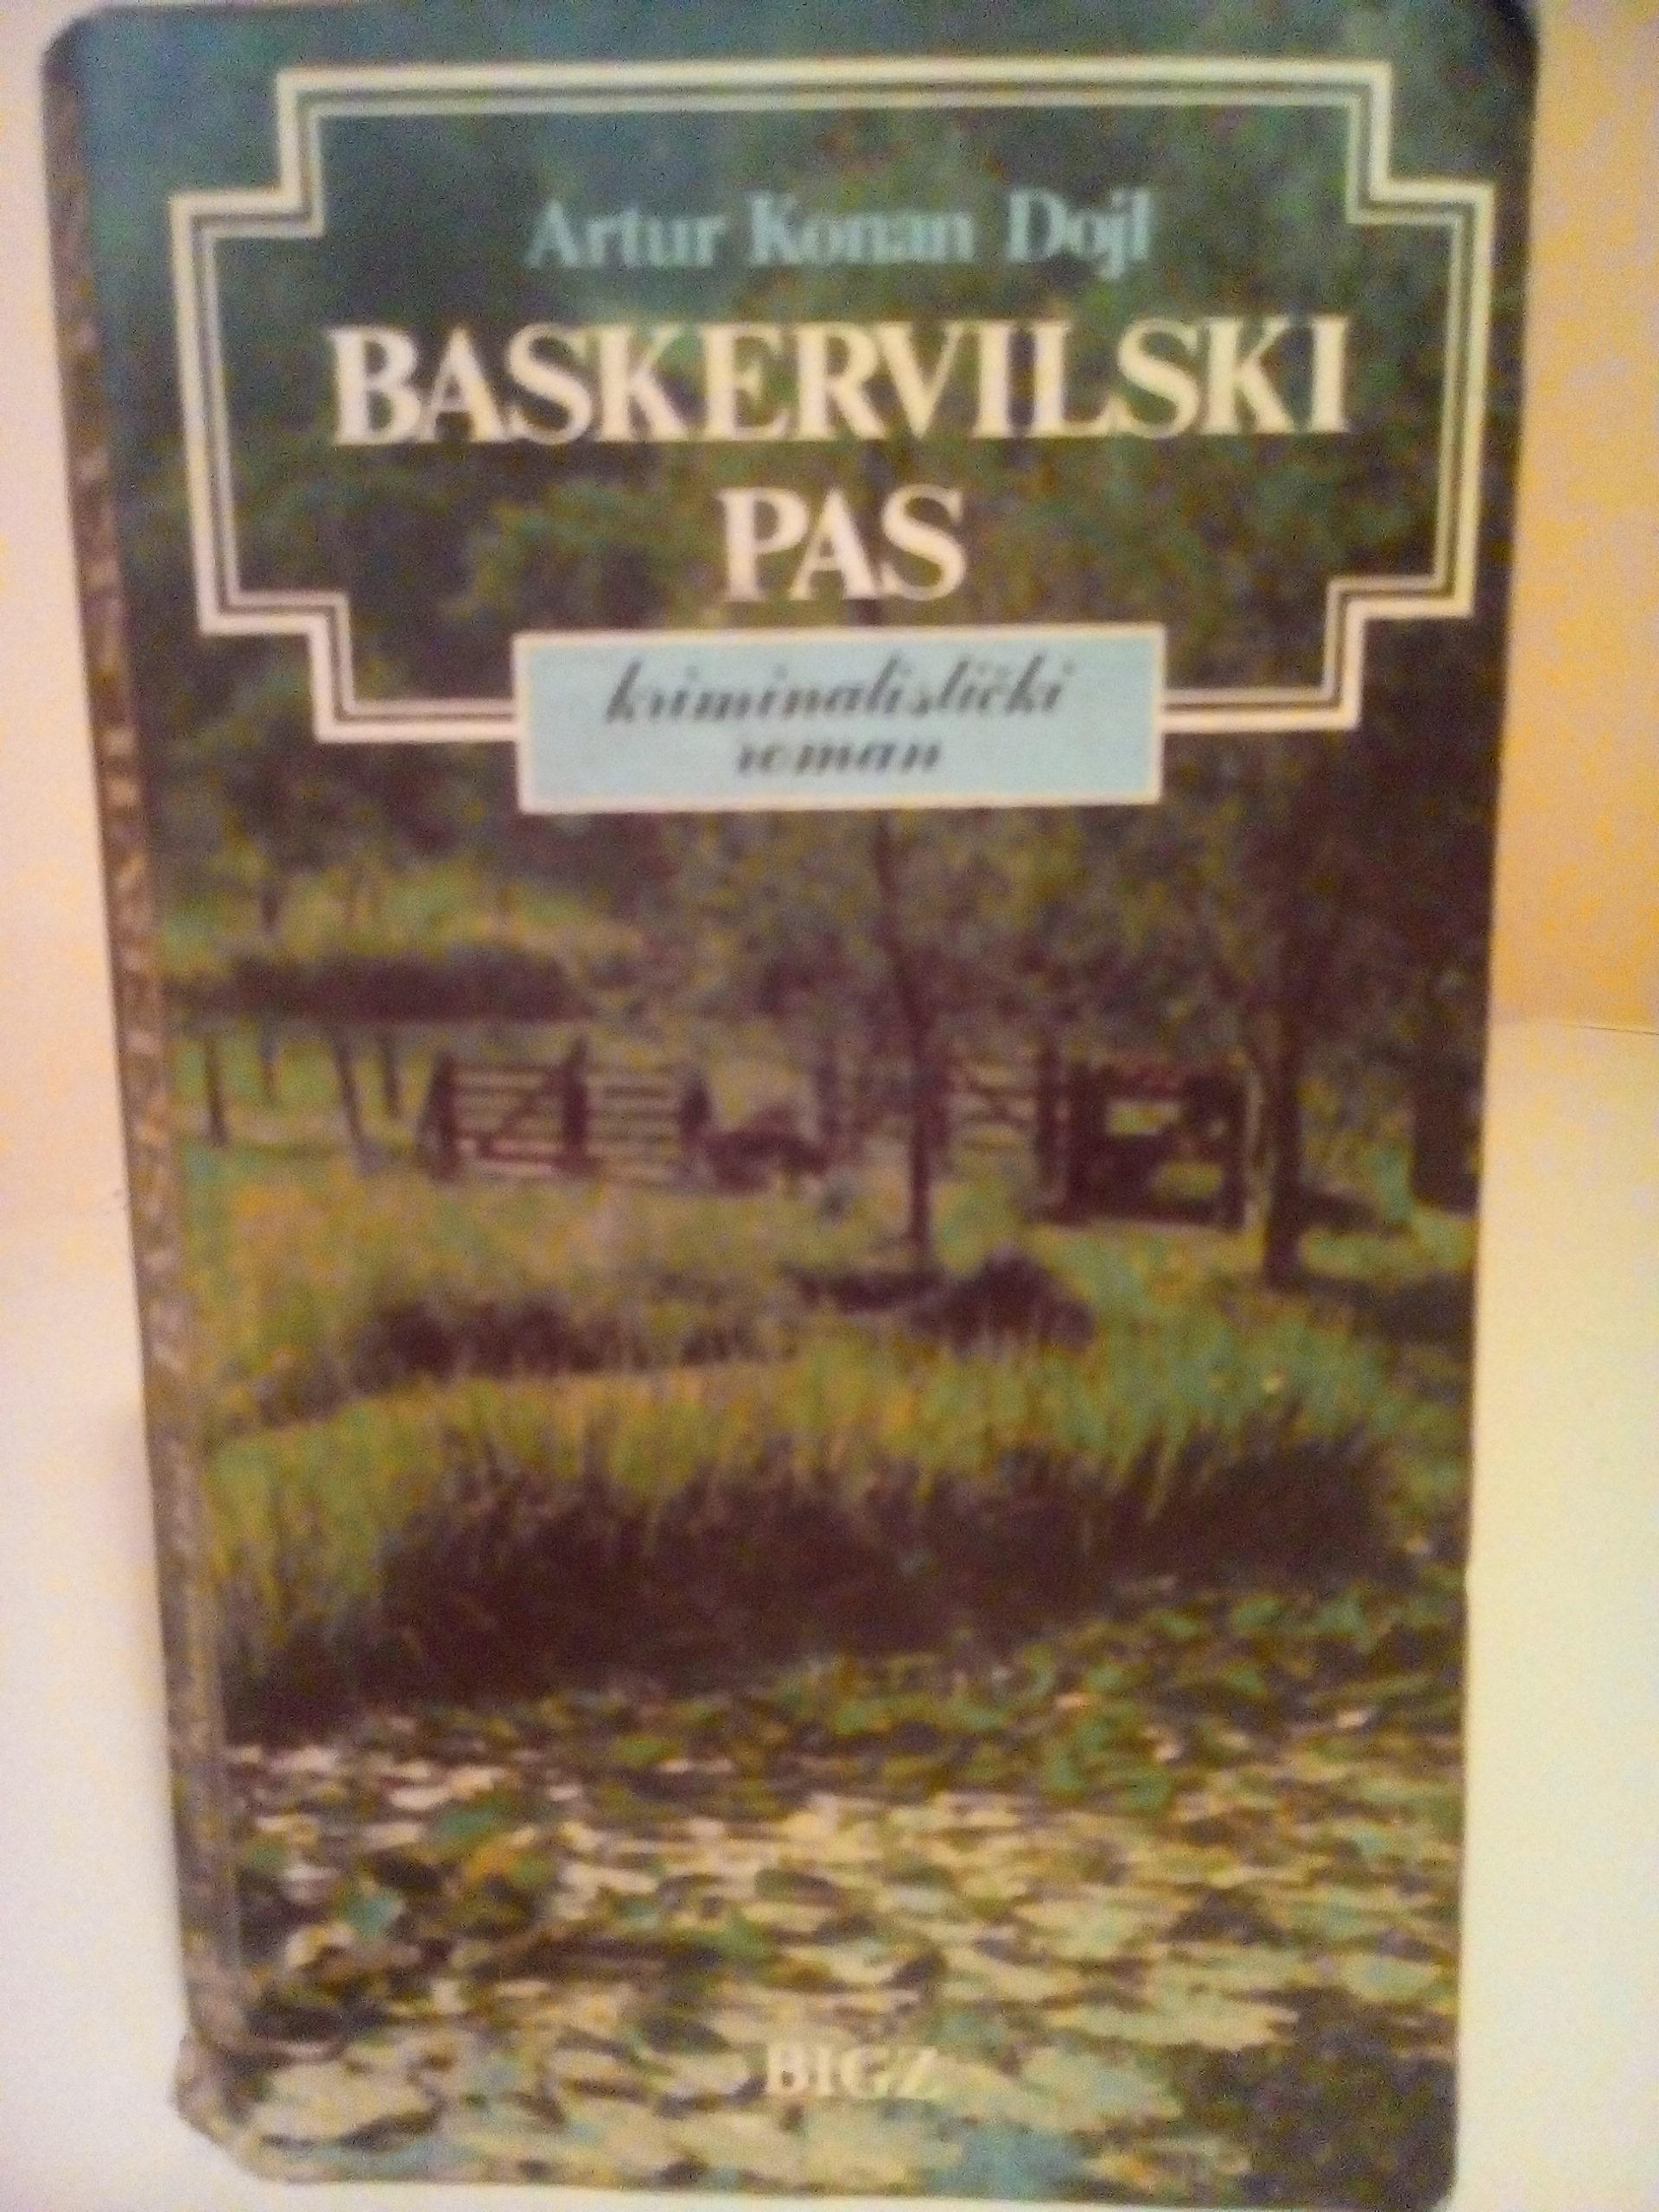 Artur Konan Dojl
BASKERVILSKI
PAS
kriminalistički
roman
BIGZ